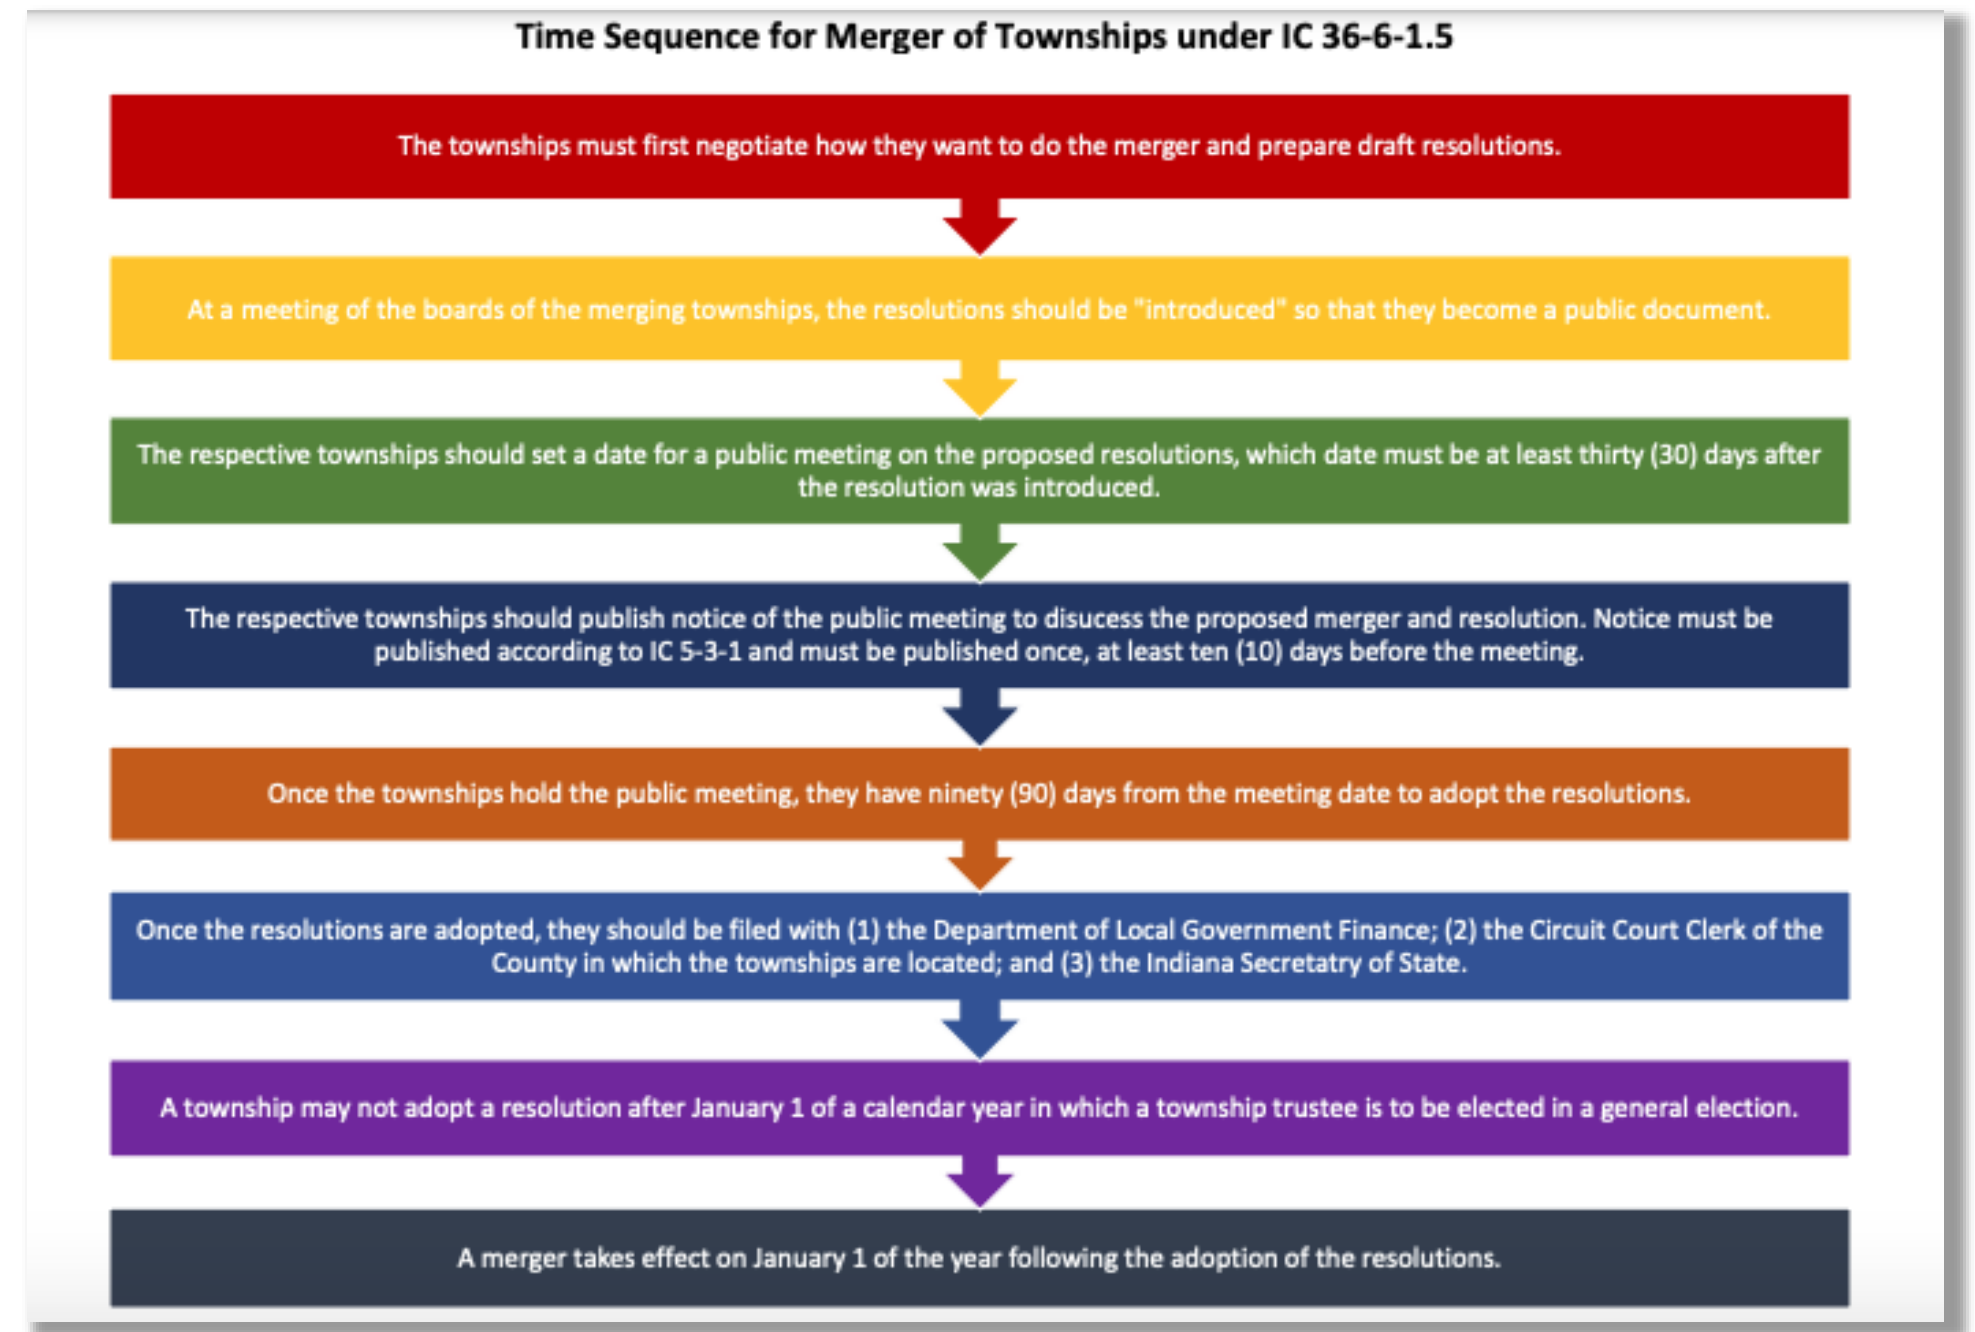 Time Sequence for Merger of Townships under IC 36-6-1.5
The townships must first negotiate how they want to do the merger and prepare draft resolutions.
At a meeting of the boards of the merging townships, the resolutions should be "introduced" so that they become a public document.
The respective townships should set a date for a public meeting on the proposed resolutions, which date must be at least thirty (30) days after
the resolution was introduced.
The respective townships should publish notice of the public meeting to disucess the proposed merger and resolution. Notice must be
published according to IC 5-3-1 and must be published once, at least ten (10) days before the meeting.
Once the townships hold the public meeting, they have ninety (90) days from the meeting date to adopt the resolutions.
Once the resolutions are adopted, they should be filed with (1) the Department of Local Government Finance; (2) the Circuit Court Clerk of the
County in which the townships are located; and (3) the Indiana Secretatry of State.
A township may not adopt a resolution after January 1 of a calendar year in which a township trustee is to be elected in a general election.
A merger takes effect on January 1 of the year following the adoption of the resolutions.